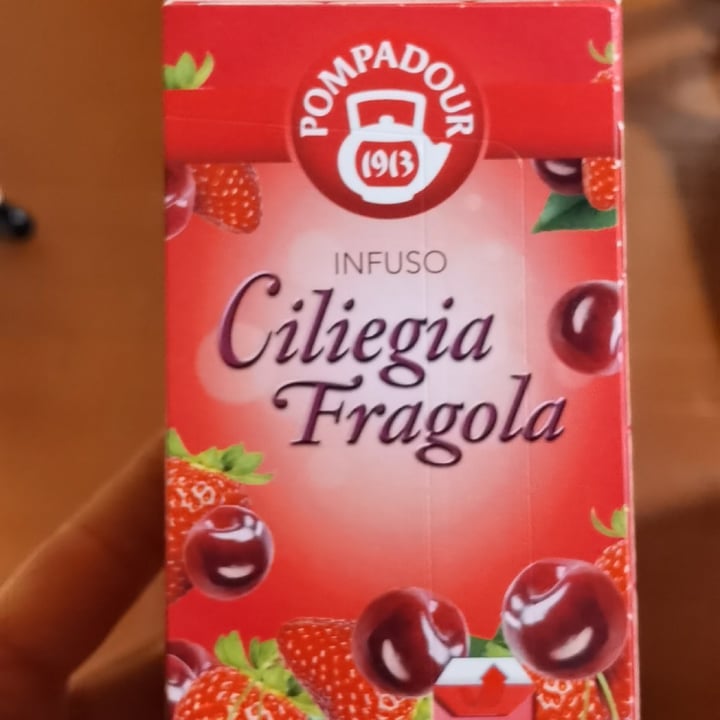 POMPADOUR
1913
INFUSO
Ciliegia
Fragola